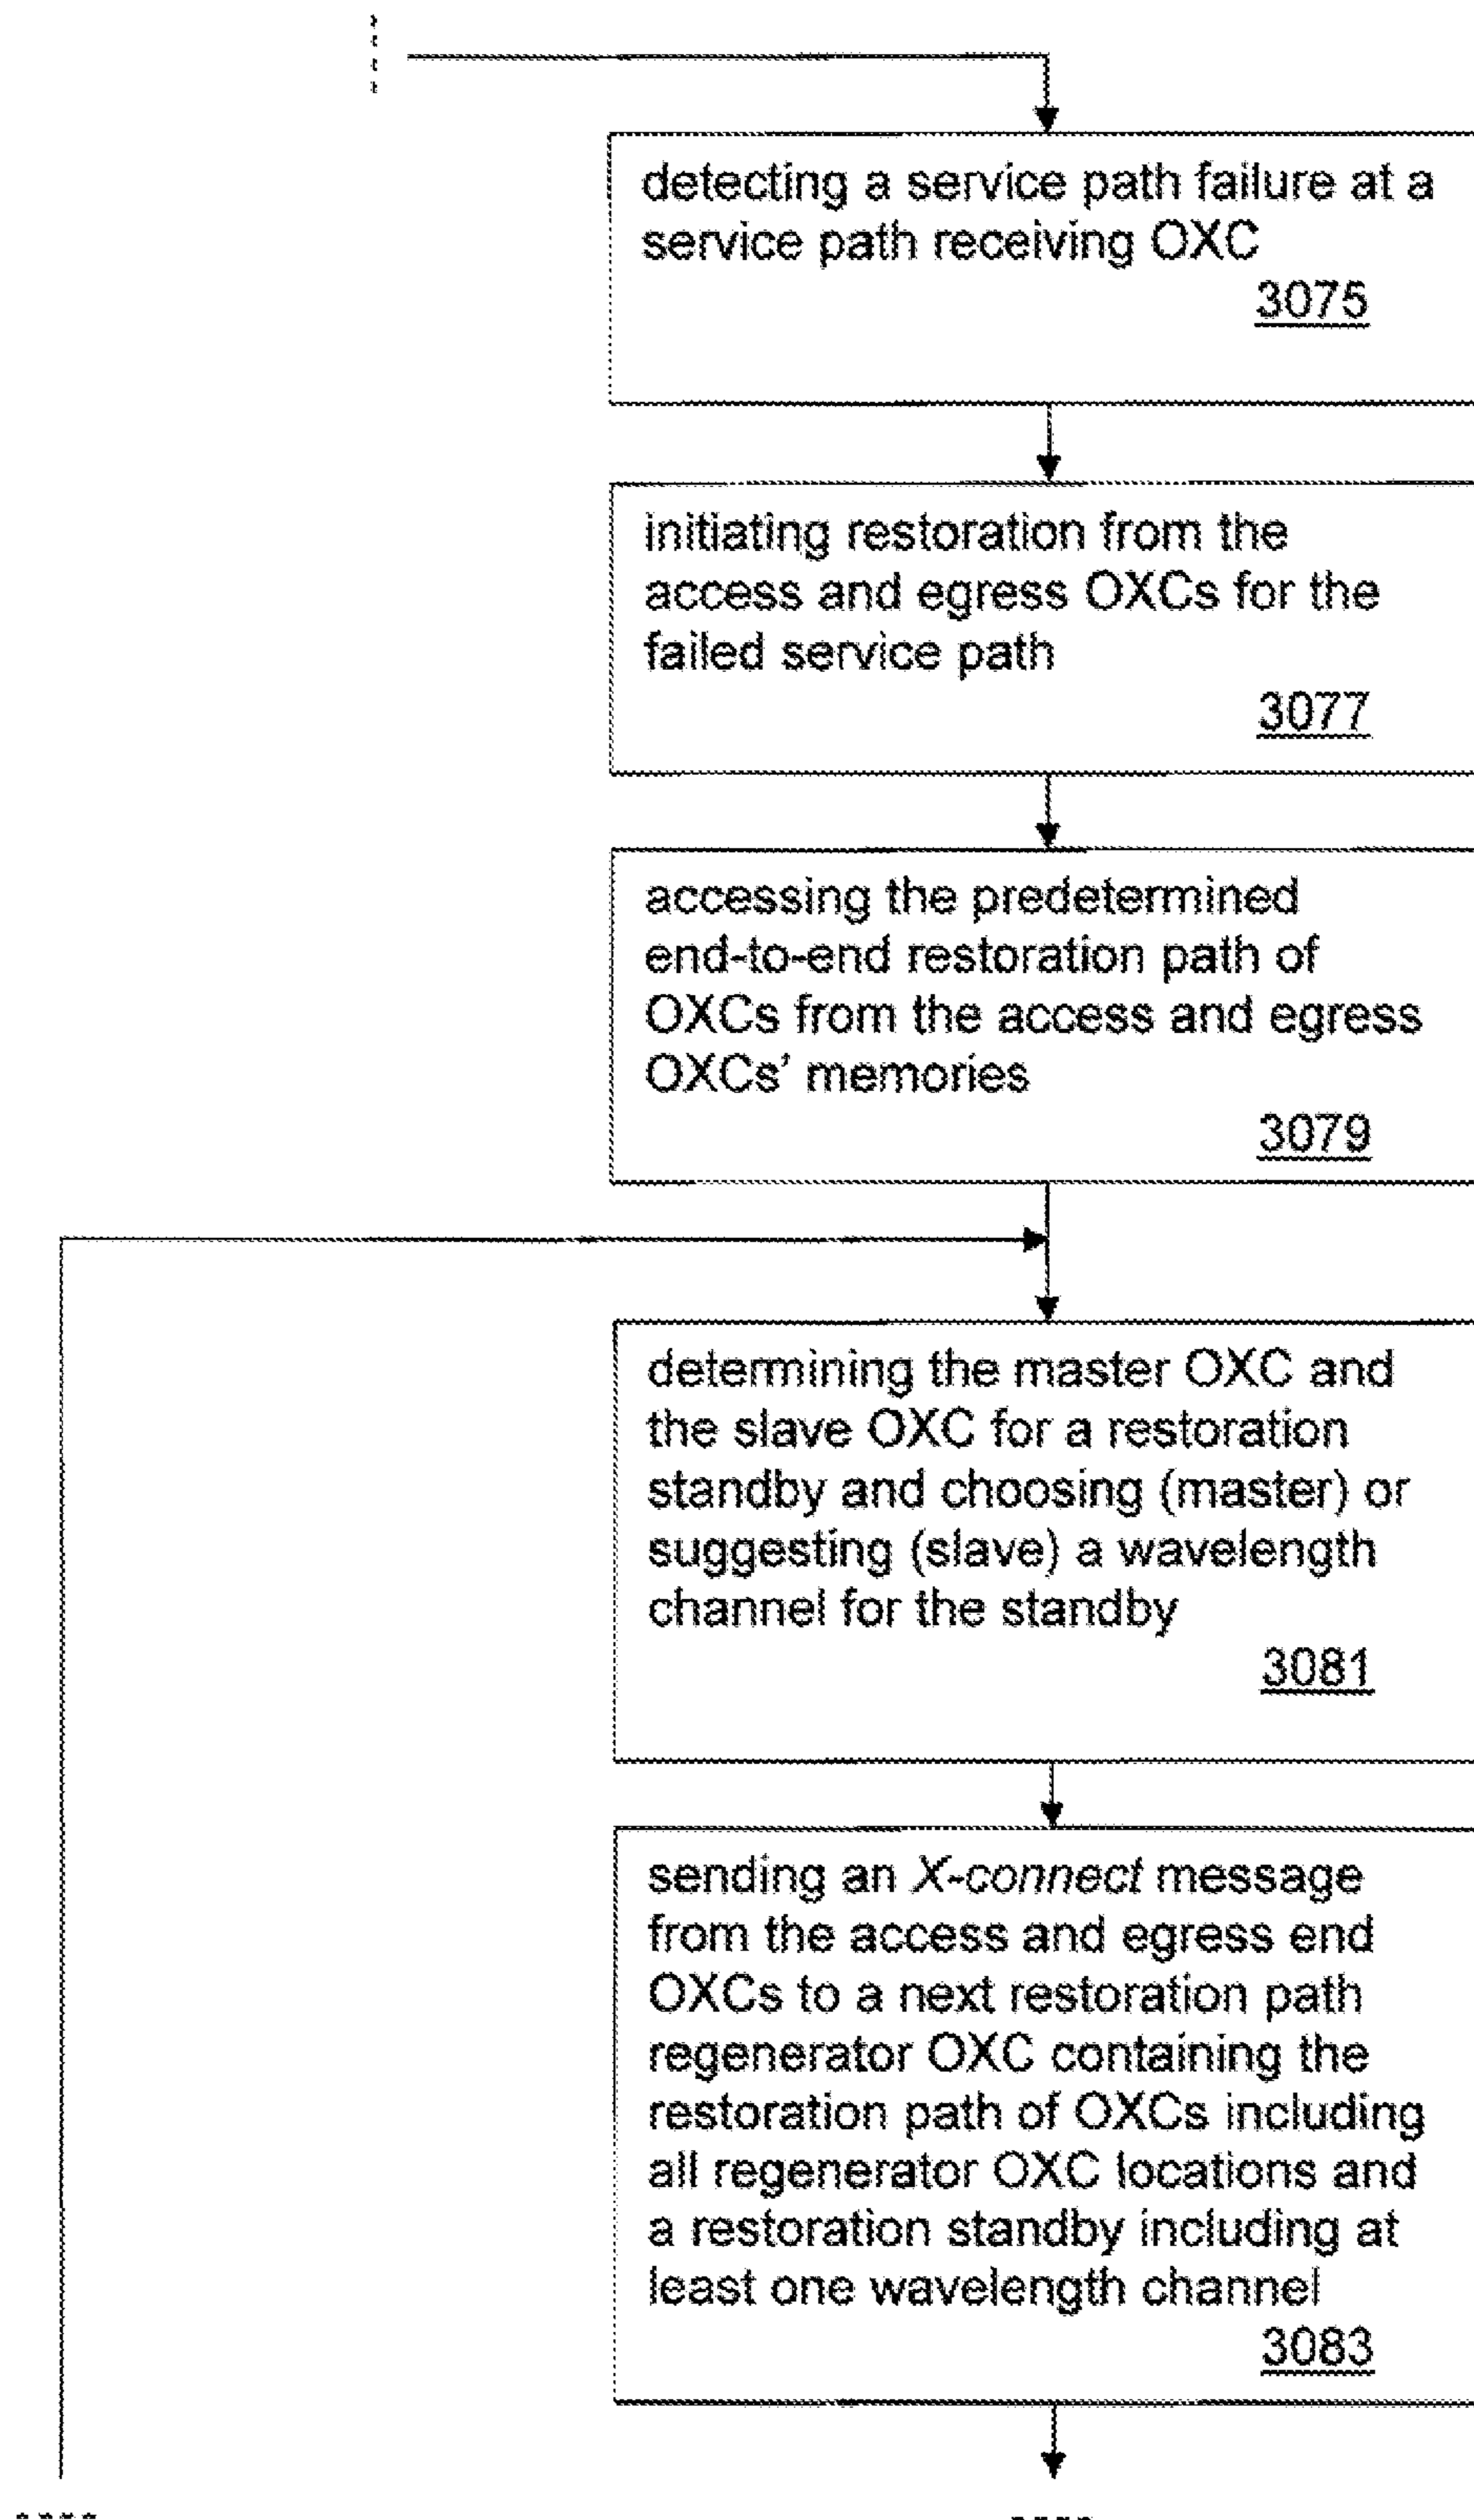 detecting a service path failure at a
service path receiving OXC
3075
initiating restoration from the
access and egress OXCs for the
failed service path
3077
accessing the predetermined
end-to-end restoration path of
OXCs from the access and egress
OXCs' memories
3079
determining the master OXC and
the slave OXC for a restoration
standby and choosing (master) or
suggesting (slave) a wavelength
channel for the standby
3081
sending an X-connect message
from the access and egress end
OXCs to a next restoration path
regenerator OXC containing the
restoration path of OXCs including
all regenerator OXC locations and
a restoration standby including at
least one wavelength channel
3083